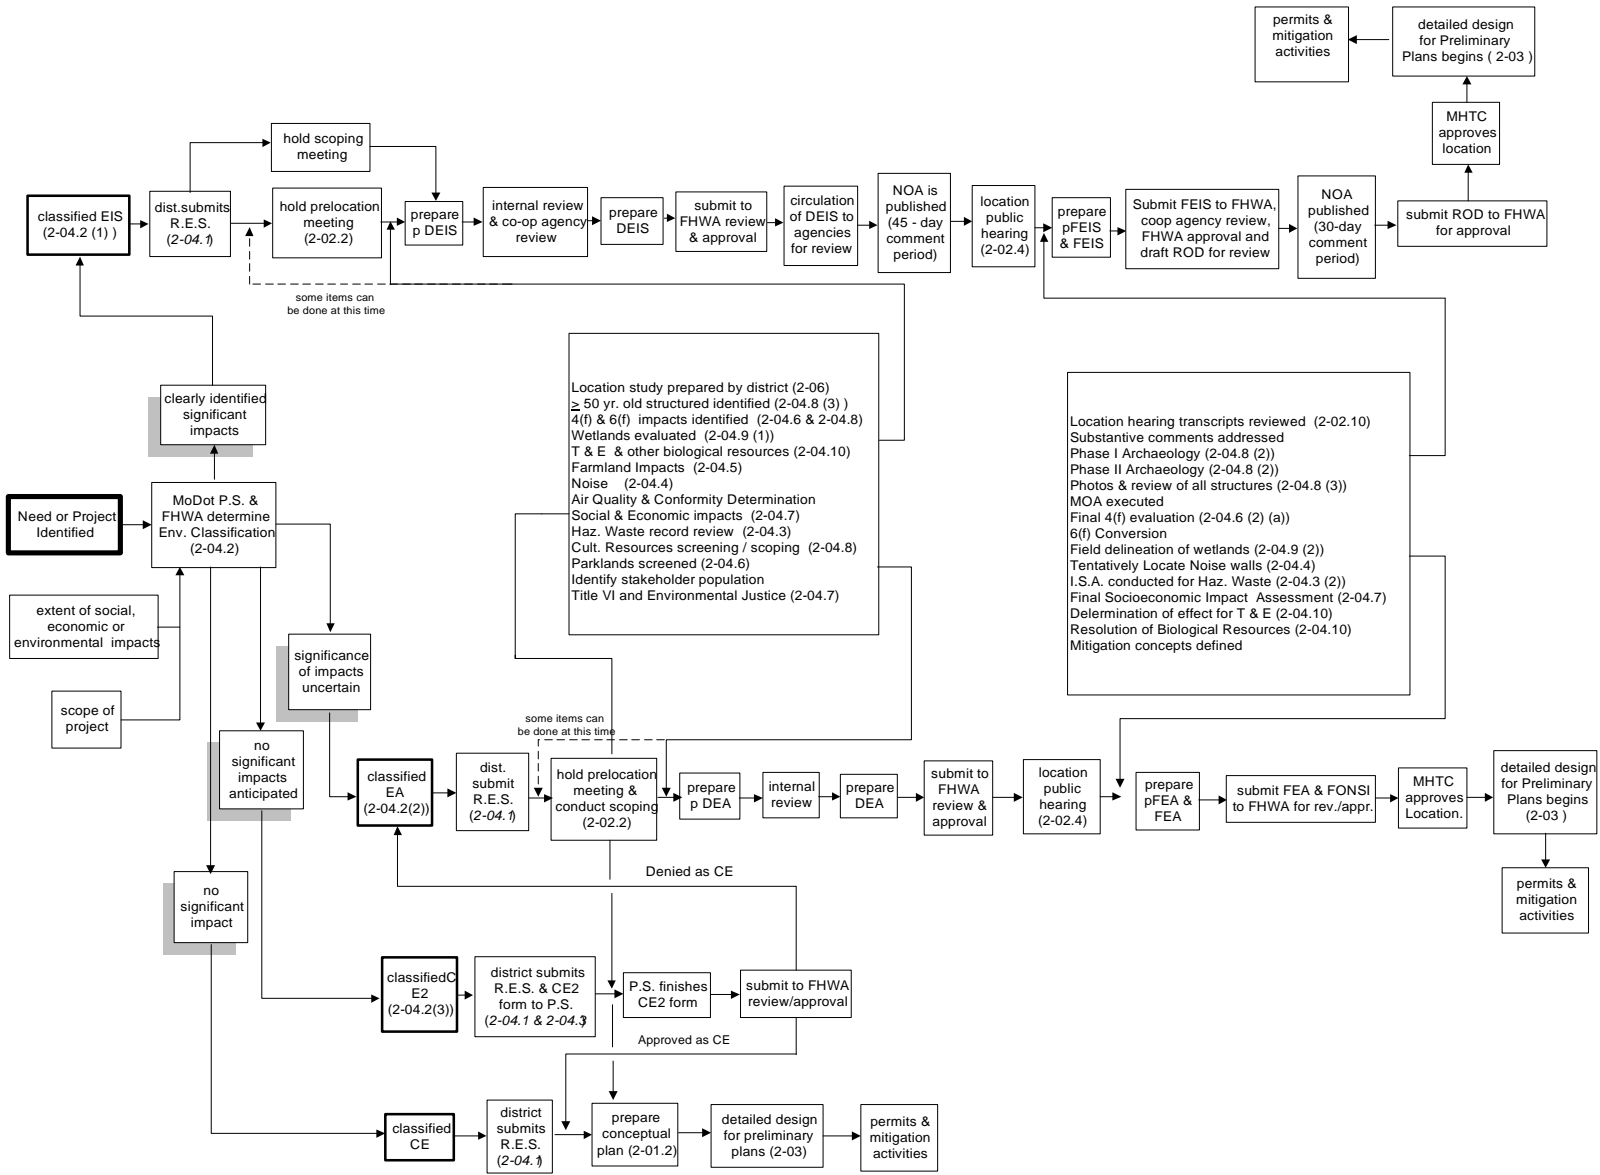 permits &
mitigation
activities
detailed design
for Preliminary
Plans begins ( 2-03 )
MHTC
approves
location
hold scoping
meeting
classified EIS
(2-04.2 (1) )
dist.submits
R.E.S.
(2-04.1)
hold prelocation
meeting
(2-02.2)
prepare
p DEIS
internal review
& co-op agency
review
prepare
DEIS
submit to
FHWA review
& approval
circulation
of DEIS to
agencies
for review
NOA is
published
(45 - day
comment
period)
location
public
hearing
(2-02.4)
prepare
pFEIS
& FEIS
Submit FEIS to FHWA,
coop agency review,
FHWA approval and
draft ROD for review
NOA
published
(30-day
comment
period)
submit ROD to FHWA
for approval
some items can
be done at this time
clearly identified
significant
impacts
Need or Project
Identified
MoDot P.S. &
FHWA determine
Env. Classification
(2-04.2)
extent of social,
economic or
environmental impacts
scope of
project
significance
of impacts
uncertain
no
significant
impacts
anticipated
no
significant
impact
Location study prepared by district (2-06)
≥ 50 yr. old structured identified (2-04.8 (3) )
4(f) & 6(f) impacts identified (2-04.6 & 2-04.8)
Wetlands evaluated (2-04.9 (1))
T & E & other biological resources (2-04.10)
Farmland Impacts (2-04.5)
Noise (2-04.4)
Air Quality & Conformity Determination
Social & Economic impacts (2-04.7)
Haz. Waste record review (2-04.3)
Cult. Resources screening / scoping (2-04.8)
Parklands screened (2-04.6)
Identify stakeholder population
Title VI and Environmental Justice (2-04.7)
Location hearing transcripts reviewed (2-02.10)
Substantive comments addressed
Phase I Archaeology (2-04.8 (2))
Phase II Archaeology (2-04.8 (2))
Photos & review of all structures (2-04.8 (3))
MOA executed
Final 4(f) evaluation (2-04.6 (2) (a))
6(f) Conversion
Field delineation of wetlands (2-04.9 (2))
Tentatively Locate Noise walls (2-04.4)
I.S.A. conducted for Haz. Waste (2-04.3 (2))
Final Socioeconomic Impact Assessment (2-04.7)
Determination of effect for T & E (2-04.10)
Resolution of Biological Resources (2-04.10)
Mitigation concepts defined
some items can
be done at this time
classified
EA
(2-04.2(2))
dist.
submit
R.E.S.
(2-04.1)
hold prelocation
meeting &
conduct scoping
(2-02.2)
prepare
p DEA
internal
review
prepare
DEA
submit to
FHWA
review &
approval
location
public
hearing
(2-02.4)
prepare
pFEA &
FEA
submit FEA & FONSI
to FHWA for rev./appr.
MHTC
approves
Location.
detailed design
for Preliminary
Plans begins
(2-03 )
permits &
mitigation
activities
Denied as CE
classifiedC
E2
(2-04.2(3))
district submits
R.E.S. & CE2
form to P.S.
(2-04.1 & 2-04.3)
P.S. finishes
CE2 form
submit to FHWA
review/approval
Approved as CE
classified
CE
district
submits
R.E.S.
(2-04.1)
prepare
conceptual
plan (2-01.2)
detailed design
for preliminary
plans (2-03)
permits &
mitigation
activities